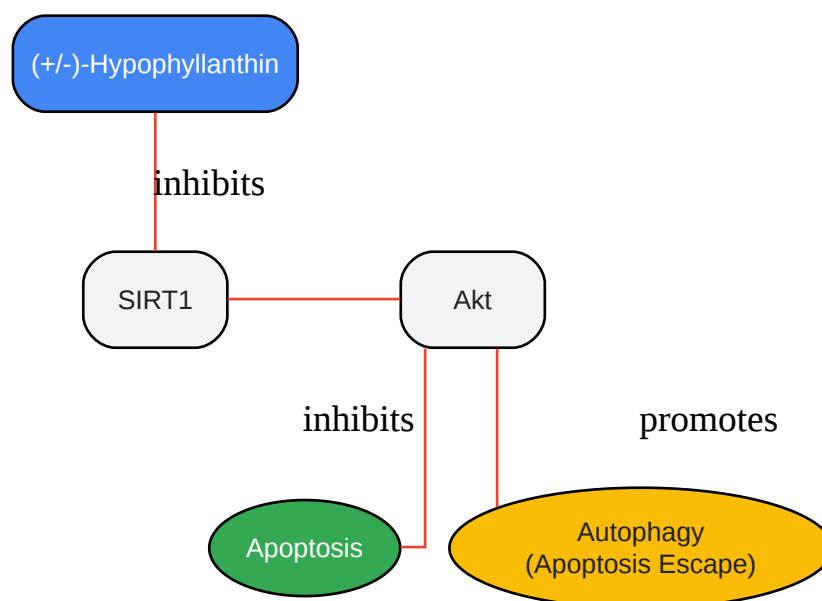 (+/-)-Hypophyllanthin
inhibits
SIRT1
Akt
inhibits
promotes
Apoptosis
Autophagy
(Apoptosis Escape)